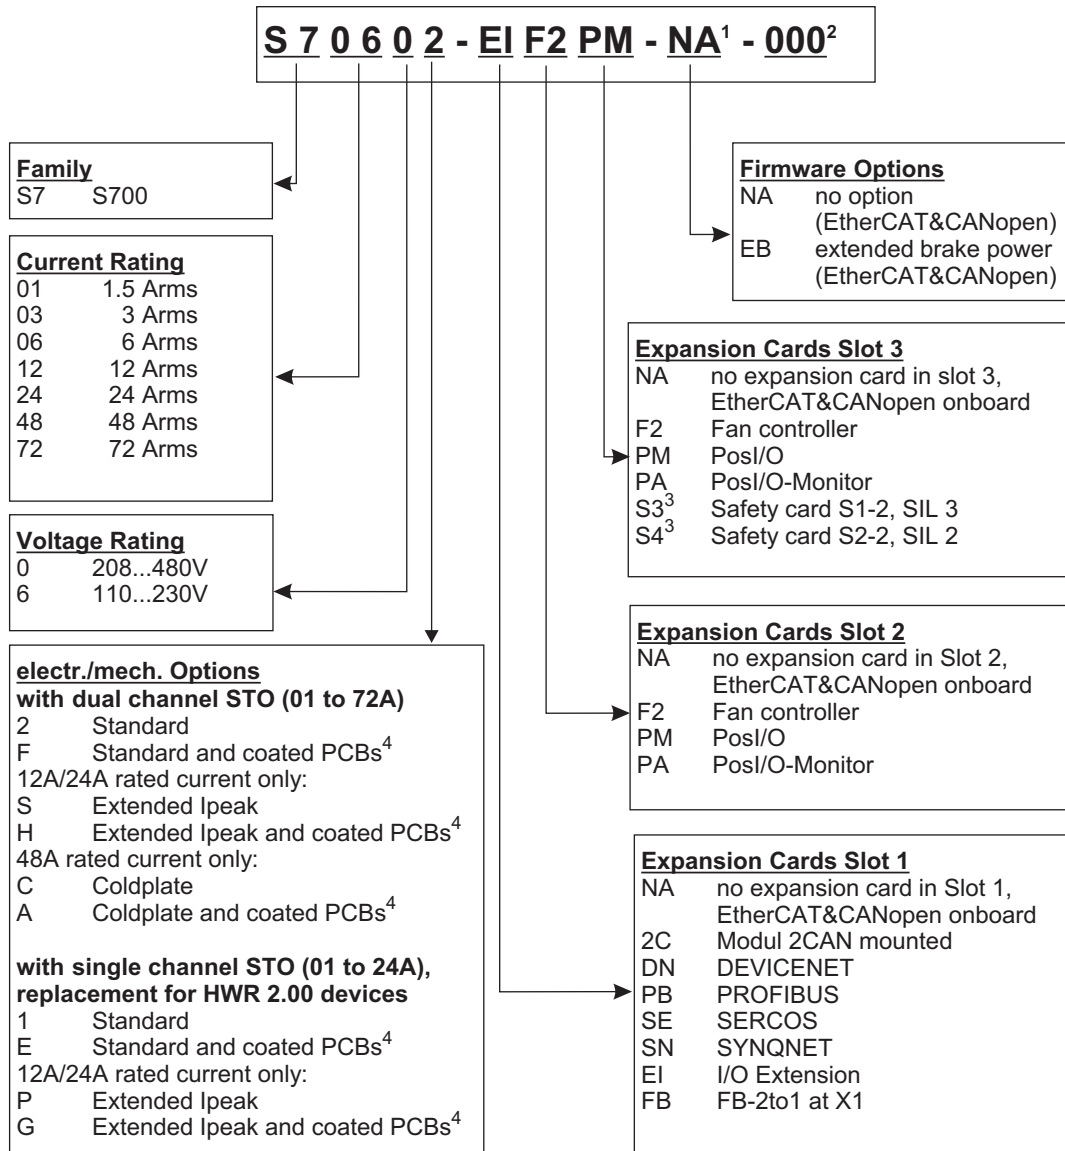 S 7 0 6 0 2 - EI F2 PM - NA¹ - 000²
Family
S7 S700
Current Rating
01 1.5 Arms
03 3 Arms
06 6 Arms
12 12 Arms
24 24 Arms
48 48 Arms
72 72 Arms
Voltage Rating
0 208...480V
6 110...230V
electr./mech. Options
with dual channel STO (01 to 72A)
2 Standard
F Standard and coated PCBs⁴
12A/24A rated current only:
S Extended Ipeak
H Extended Ipeak and coated PCBs⁴
48A rated current only:
C Coldplate
A Coldplate and coated PCBs⁴
with single channel STO (01 to 24A),
replacement for HWR 2.00 devices
1 Standard
E Standard and coated PCBs⁴
12A/24A rated current only:
P Extended Ipeak
G Extended Ipeak and coated PCBs⁴
Firmware Options
NA no option
(EtherCAT&CANopen)
EB extended brake power
(EtherCAT&CANopen)
Expansion Cards Slot 3
NA no expansion card in slot 3,
EtherCAT&CANopen onboard
F2 Fan controller
PM PosI/O
PA PosI/O-Monitor
S3³ Safety card S1-2, SIL 3
S4³ Safety card S2-2, SIL 2
Expansion Cards Slot 2
NA no expansion card in Slot 2,
EtherCAT&CANopen onboard
F2 Fan controller
PM PosI/O
PA PosI/O-Monitor
Expansion Cards Slot 1
NA no expansion card in Slot 1,
EtherCAT&CANopen onboard
2C Modul 2CAN mounted
DN DEVICENET
PB PROFIBUS
SE SERCOS
SN SYNQNET
EI I/O Extension
FB FB-2to1 at X1